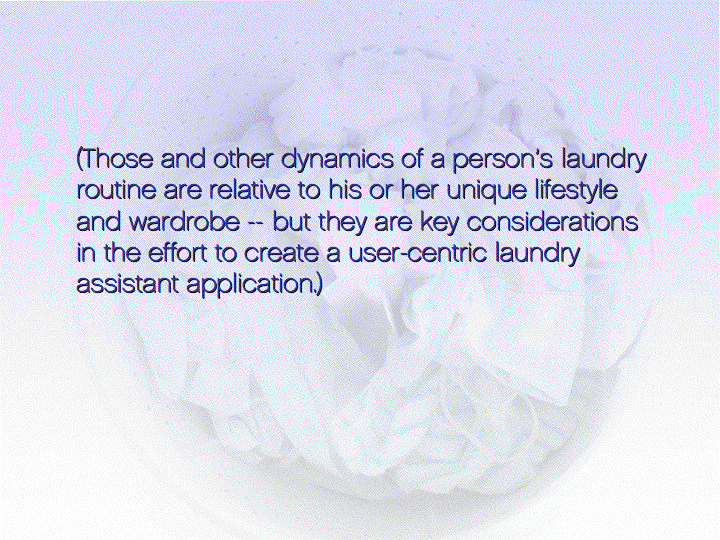 (Those and other dynamics of a person's laundry
routine are relative to his or her unique lifestyle
and wardrobe -- but they are key considerations
in the effort to create a user-centric laundry
assistant application.)